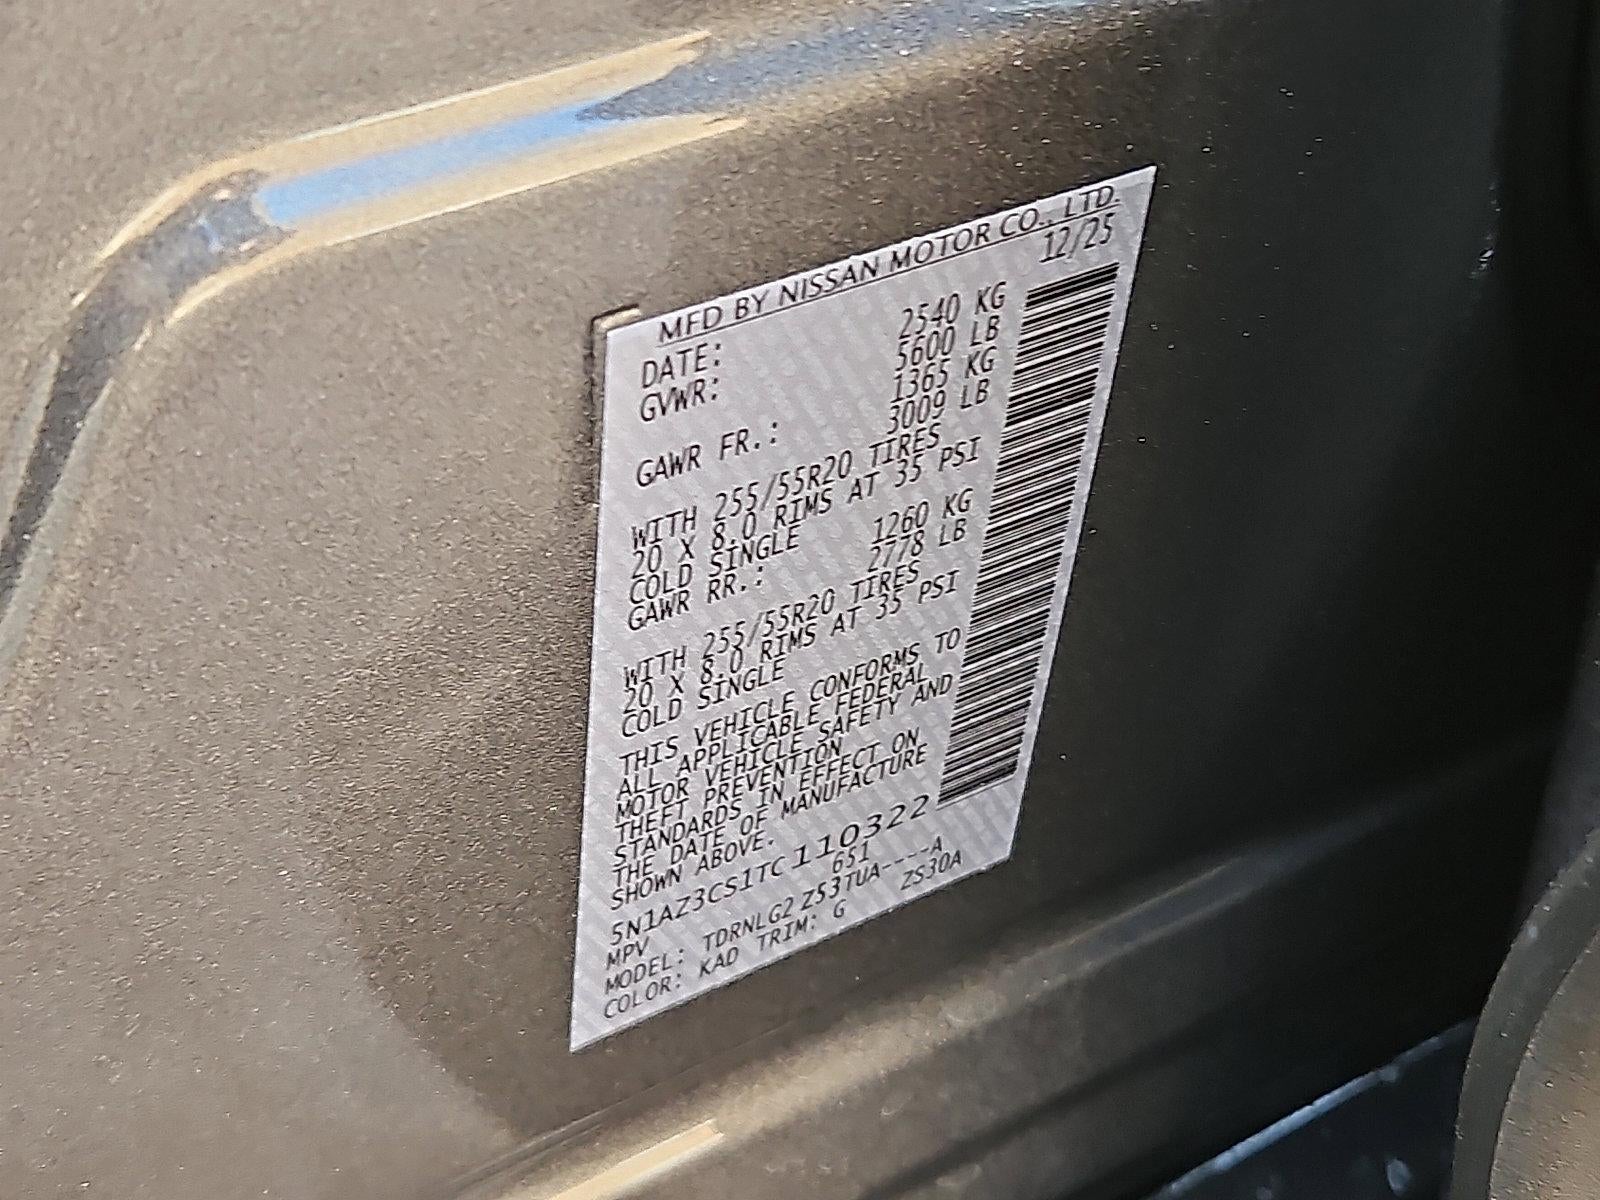 MFD BY NISSAN MOTOR CO., LTD.
DATE: 12/25
GVWR: 2540 KG
5600 LB
GAWR FR.: 1365 KG
3009 LB
WITH 255/55R20 TIRES
20 X 8.0 RIMS AT 35 PSI
COLD SINGLE
GAWR RR.: 1260 KG
2778 LB
WITH 255/55R20 TIRES
20 X 8.0 RIMS AT 35 PSI
COLD SINGLE
THIS VEHICLE CONFORMS TO
ALL APPLICABLE FEDERAL
MOTOR VEHICLE SAFETY AND
THEFT PREVENTION
STANDARDS IN EFFECT ON
THE DATE OF MANUFACTURE
SHOWN ABOVE.
5N1AZ3CS1TC110322
MPV 651
MODEL: TDRNLG2 ZS3TUA----A
COLOR: KAD TRIM: G ZS30A